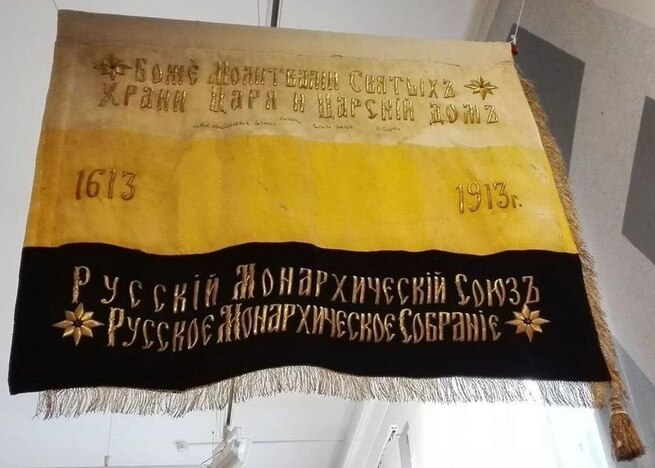 Боже Молитвами Святыхъ
Храни Царя и Царскій домъ
1613 1913г.
Русскій Монархическій Союзъ
Русское Монархическое Собраніе